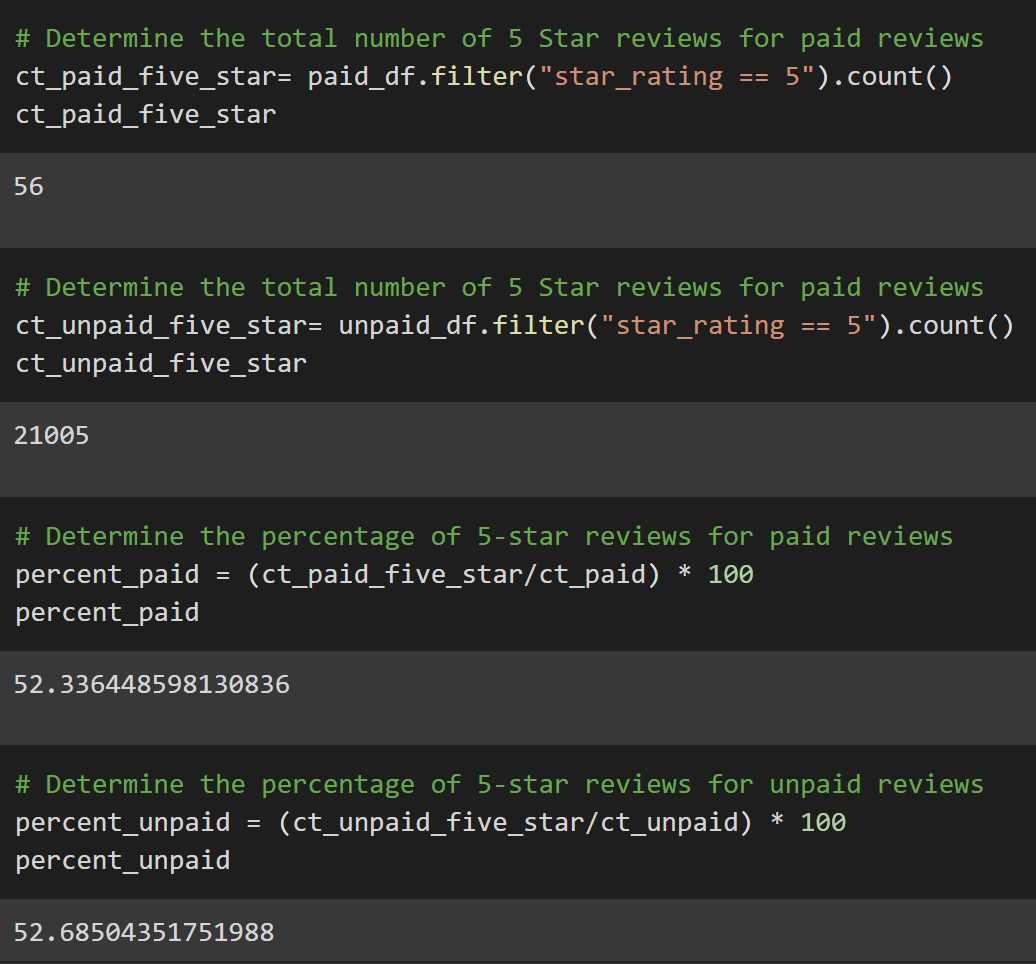 # Determine the total number of 5 Star reviews for paid reviews
ct_paid_five_star= paid_df.filter("star_rating == 5").count()
ct_paid_five_star
56
# Determine the total number of 5 Star reviews for paid reviews
ct_unpaid_five_star= unpaid_df.filter("star_rating == 5").count()
ct_unpaid_five_star
21005
# Determine the percentage of 5-star reviews for paid reviews
percent_paid = (ct_paid_five_star/ct_paid) * 100
percent_paid
52.336448598130836
# Determine the percentage of 5-star reviews for unpaid reviews
percent_unpaid = (ct_unpaid_five_star/ct_unpaid) * 100
percent_unpaid
52.68504351751988